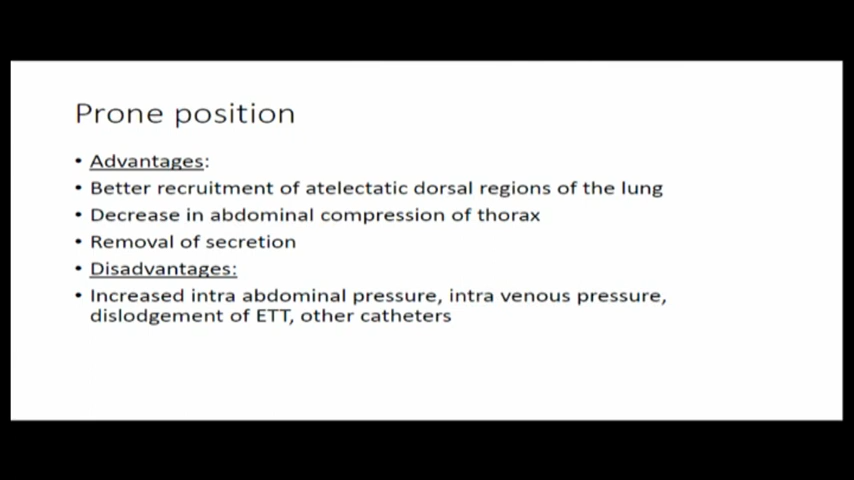 Prone position
• Advantages:
• Better recruitment of atelectatic dorsal regions of the lung
• Decrease in abdominal compression of thorax
• Removal of secretion
• Disadvantages:
• Increased intra abdominal pressure, intra venous pressure,
dislodgement of ETT, other catheters